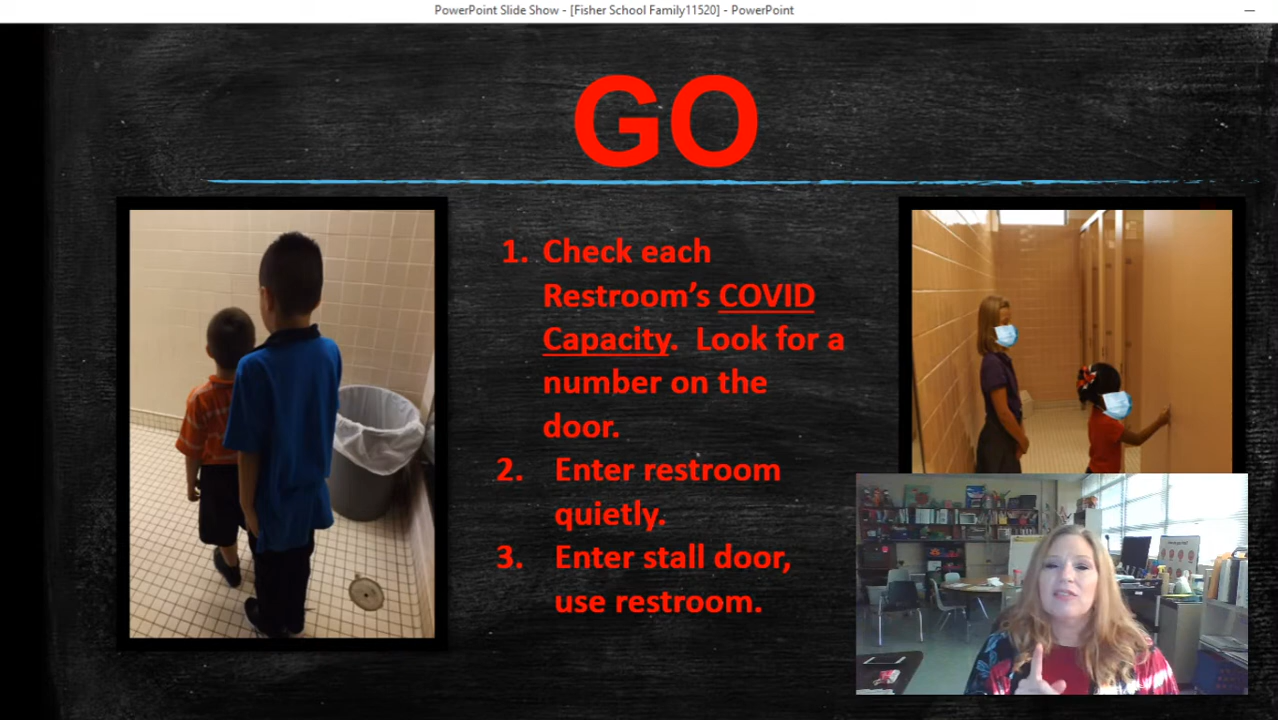 PowerPoint Slide Show - [Fisher School Family11520] - PowerPoint
GO
1. Check each
Restroom's COVID
Capacity. Look for a
number on the
door.
2. Enter restroom
quietly.
3. Enter stall door,
use restroom.